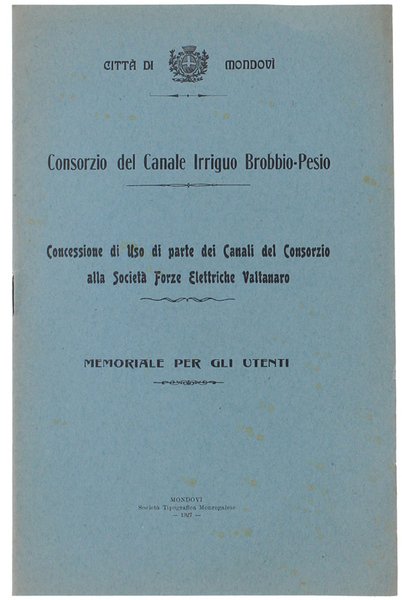 CITTÀ DI MONDOVÌ
Consorzio del Canale Irriguo Brobbio-Pesio
Concessione di Uso di parte dei Canali del Consorzio
alla Società Forze Elettriche Valtanaro
MEMORIALE PER GLI UTENTI
MONDOVÌ
Società Tipografica Monregalese
— 1927 —